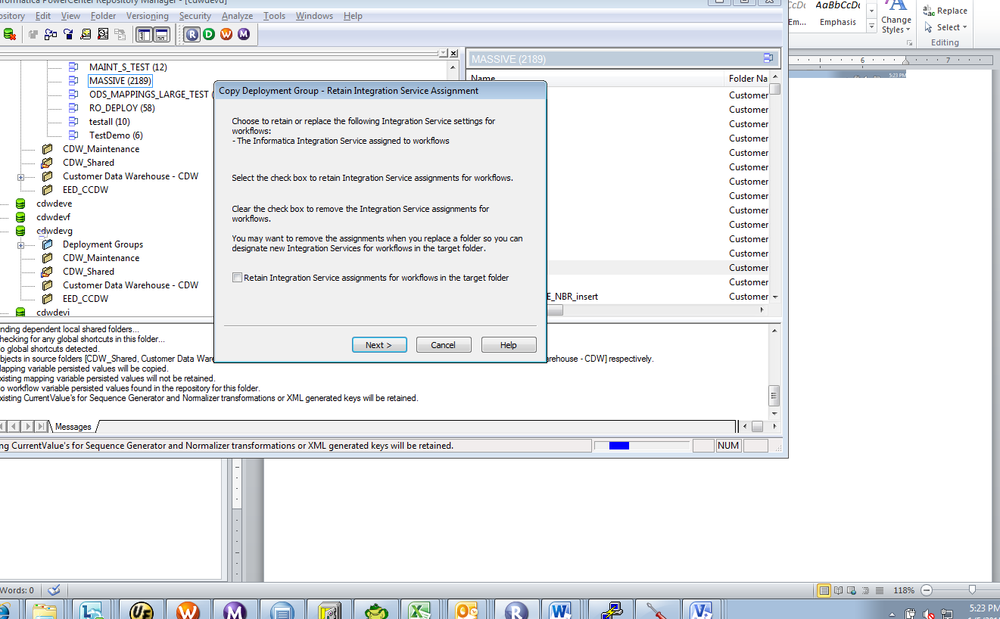 Informatica PowerCenter Repository Manager - [cdwdevd]
ository Edit View Folder Versioning Security Analyze Tools Windows Help
MAINT_S_TEST (12)
MASSIVE (2189)
ODS_MAPPINGS_LARGE_TEST (
RO_DEPLOY (58)
testall (10)
TestDemo (6)
CDW_Maintenance
CDW_Shared
Customer Data Warehouse - CDW
EED_CCDW
cdwdeve
cdwdevf
cdwdevg
Deployment Groups
CDW_Maintenance
CDW_Shared
Customer Data Warehouse - CDW
EED_CCDW
cdwdevi
MASSIVE (2189)
Name Folder Na
Customer
Customer
Customer
Customer
Customer
Customer
Customer
Customer
Customer
Customer
Customer
Customer
Customer
Customer
E_NBR_insert Customer
Copy Deployment Group - Retain Integration Service Assignment
Choose to retain or replace the following Integration Service settings for
workflows:
- The Informatica Integration Service assigned to workflows
Select the check box to retain Integration Service assignments for workflows.
Clear the check box to remove the Integration Service assignments for
workflows.
You may want to remove the assignments when you replace a folder so you can
designate new Integration Services for workflows in the target folder.
Retain Integration Service assignments for workflows in the target folder
Next > Cancel Help
nding dependent local shared folders...
hecking for any global shortcuts in this folder...
o global shortcuts detected.
bjects in source folders [CDW_Shared, Customer Data Ware
rehouse - CDW] respectively.
apping variable persisted values will be copied.
xisting mapping variable persisted values will not be retained.
o workflow variable persisted values found in the repository for this folder.
xisting CurrentValue's for Sequence Generator and Normalizer transformations or XML generated keys will be retained.
Messages
ng CurrentValue's for Sequence Generator and Normalizer transformations or XML generated keys will be retained.
NUM
AaBbCcDc
Em... Emphasis
Change
Styles
Replace
Select
Editing
6 7
5:23 PM
Words: 0
118%
5:23 PM